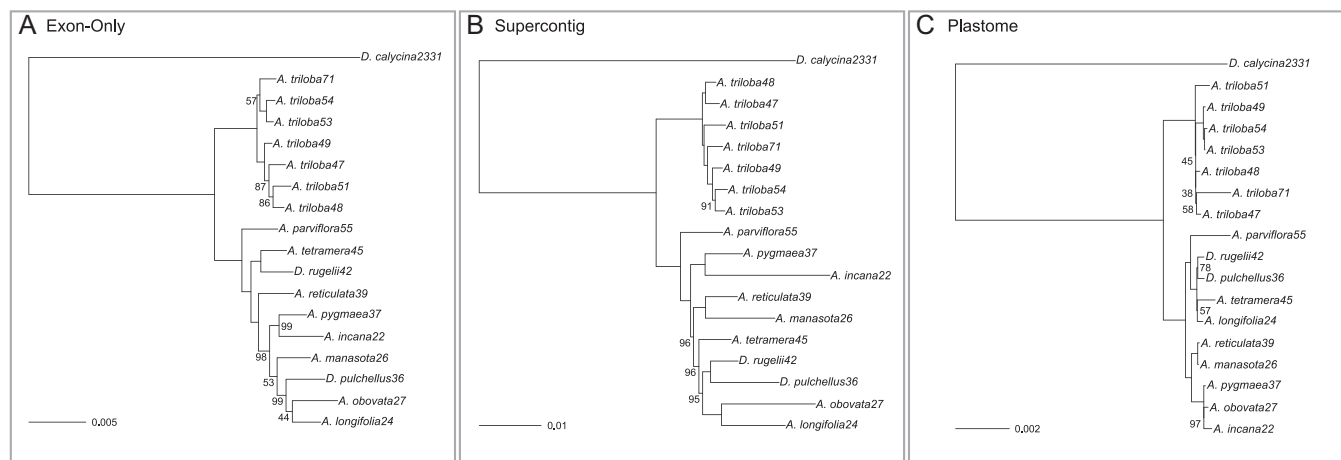 A Exon-Only
D. calycina2331
A. triloba71
57
A. triloba54
A. triloba53
A. triloba49
A. triloba47
87
A. triloba51
86
A. triloba48
A. parviflora55
A. tetramera45
D. rugelii42
A. reticulata39
A. pygmaea37
99
A. incana22
98
A. manasota26
53
D. pulchellus36
99
A. obovata27
44
A. longifolia24
0.005
B Supercontig
D. calycina2331
A. triloba48
A. triloba47
A. triloba51
A. triloba71
A. triloba49
A. triloba54
91
A. triloba53
A. parviflora55
A. pygmaea37
A. incana22
A. reticulata39
A. manasota26
96
A. tetramera45
D. rugelii42
96
D. pulchellus36
95
A. obovata27
A. longifolia24
0.01
C Plastome
D. calycina2331
A. triloba51
A. triloba49
A. triloba54
A. triloba53
45
A. triloba48
38
A. triloba71
58
A. triloba47
A. parviflora55
D. rugelii42
78
D. pulchellus36
A. tetramera45
57
A. longifolia24
A. reticulata39
A. manasota26
A. pygmaea37
A. obovata27
97
A. incana22
0.002